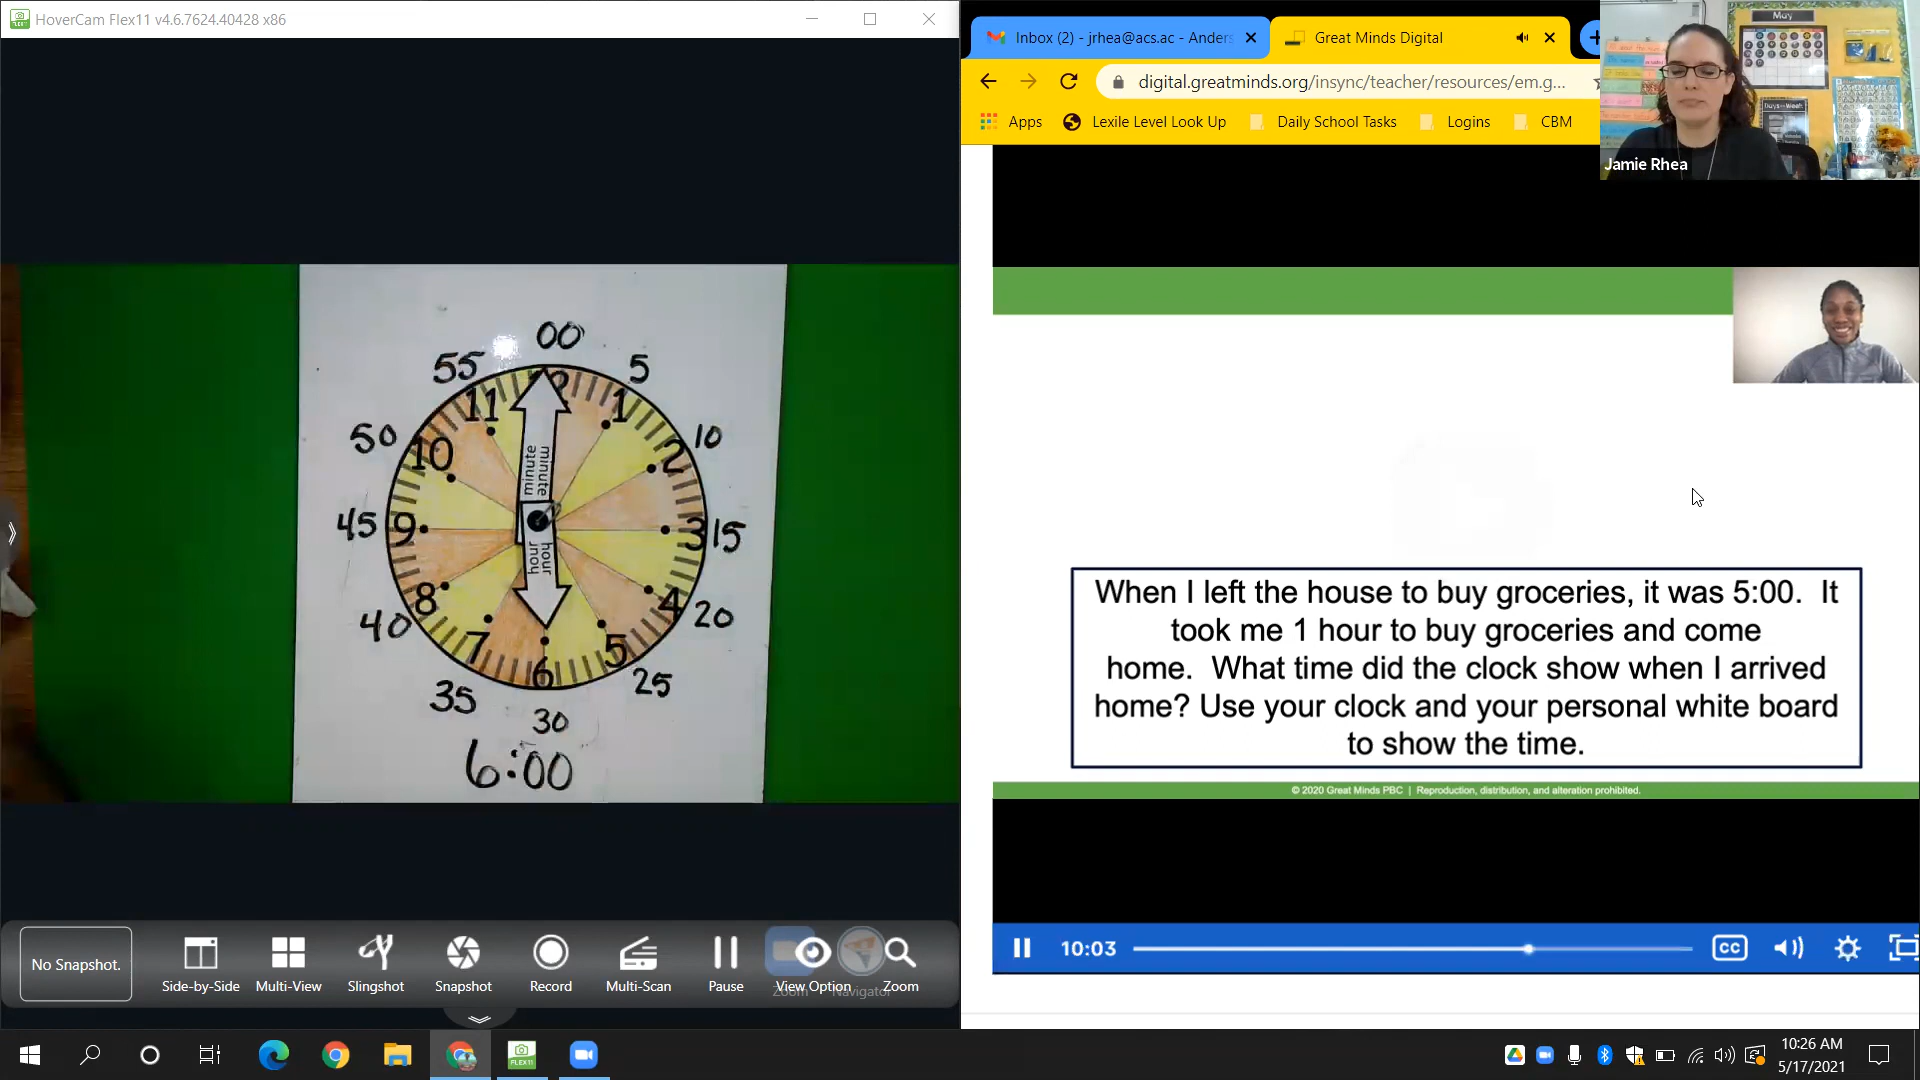 HoverCam Flex11 v4.6.7624.40428 x86
Inbox (2) - jrhea@acs.ac - Anders
Great Minds Digital
digital.greatminds.org/insync/teacher/resources/em.g...
Apps
Lexile Level Look Up
Daily School Tasks
Logins
CBM
May
Jamie Rhea
00
55
5
11
1
50
10
10
2
minute
minute
45
9
3
15
hour
hour
8
4
40
20
7
5
6
35
25
30
6:00
When I left the house to buy groceries, it was 5:00. It
took me 1 hour to buy groceries and come
home. What time did the clock show when I arrived
home? Use your clock and your personal white board
to show the time.
© 2020 Great Minds PBC | Reproduction, distribution, and alteration prohibited.
10:03
CC
No Snapshot.
Side-by-Side
Multi-View
Slingshot
Snapshot
Record
Multi-Scan
Pause
View Option
Zoom
Zoom
Navigator
FLEX11
10:26 AM
5/17/2021